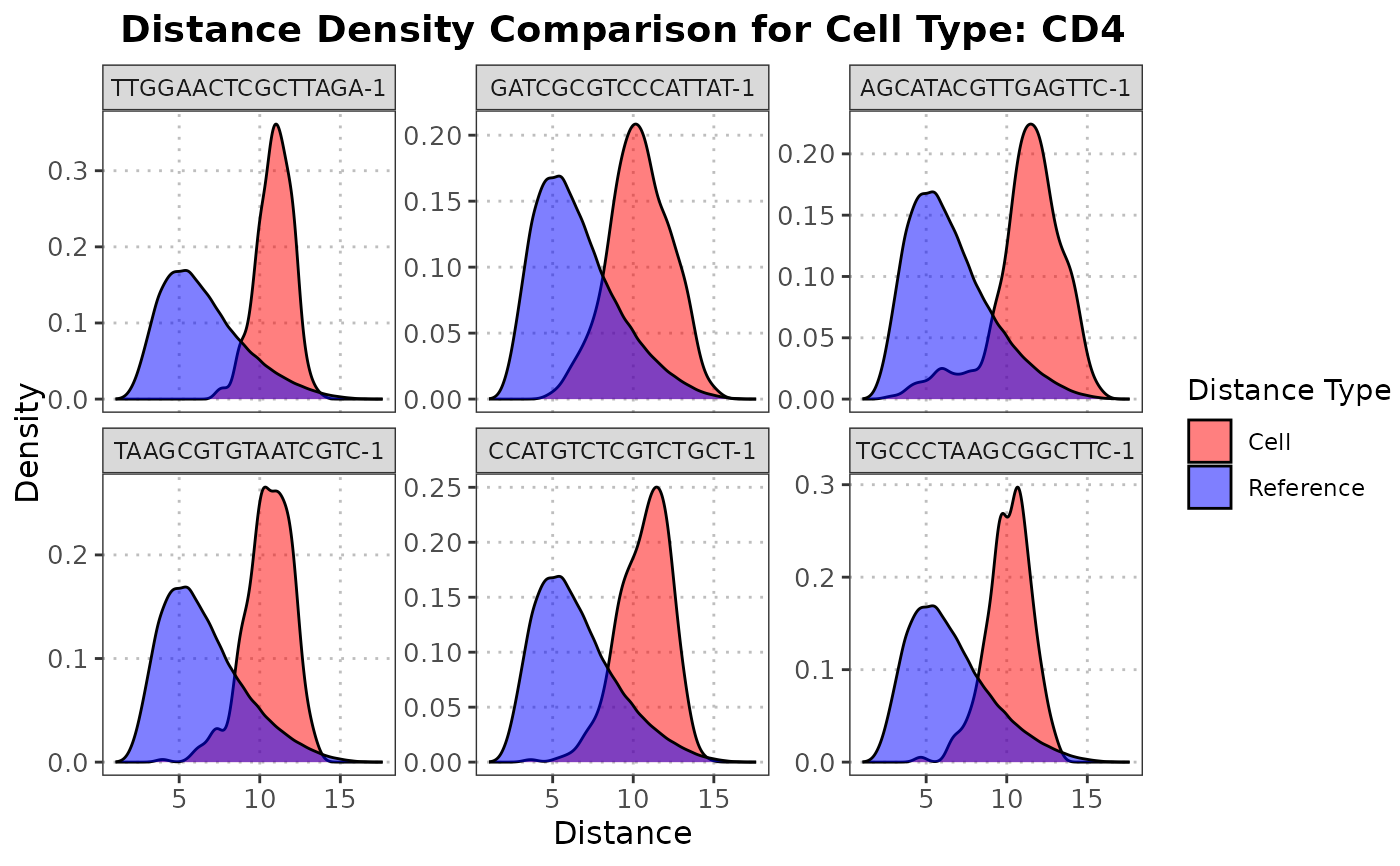 Distance Density Comparison for Cell Type: CD4
TTGGAACTCGCTTAGA-1
GATCGCGTCCCATTAT-1
AGCATACGTTGAGTTC-1
0.3
0.2
0.1
0.0
0.20
0.15
0.10
0.05
0.00
0.20
0.15
0.10
0.05
0.00
Density
TAAGCGTGTAATCGTC-1
CCATGTCTCGTCTGCT-1
TGCCCTAAGCGGCTTC-1
0.2
0.1
0.0
0.25
0.20
0.15
0.10
0.05
0.00
0.3
0.2
0.1
0.0
5 10 15
5 10 15
5 10 15
Distance
Distance Type
Cell
Reference